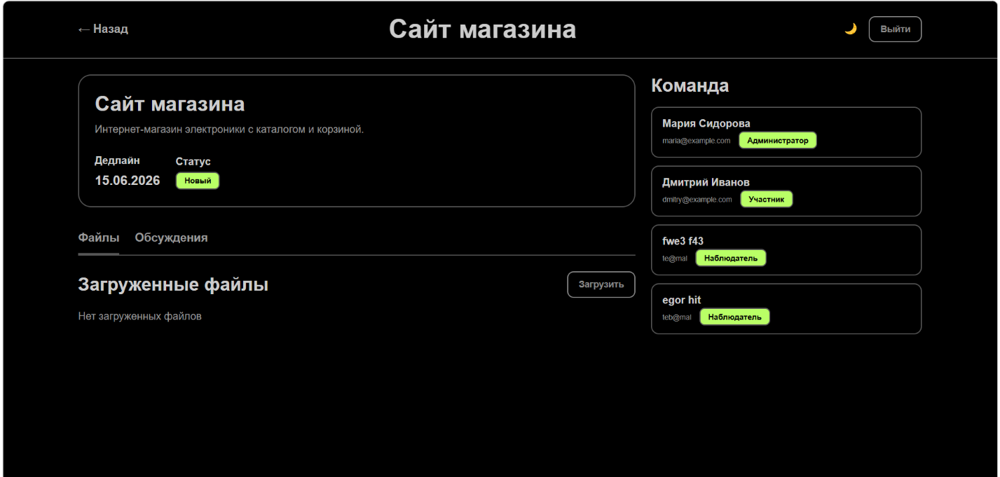 ← Назад
Сайт магазина
Выйти
Сайт магазина
Интернет-магазин электроники с каталогом и корзиной.
Дедлайн
Статус
15.06.2026
Новый
Файлы
Обсуждения
Загруженные файлы
Загрузить
Нет загруженных файлов
Команда
Мария Сидорова
maria@example.com
Администратор
Дмитрий Иванов
dmitry@example.com
Участник
fwe3 f43
te@mal
Наблюдатель
egor hit
teb@mal
Наблюдатель